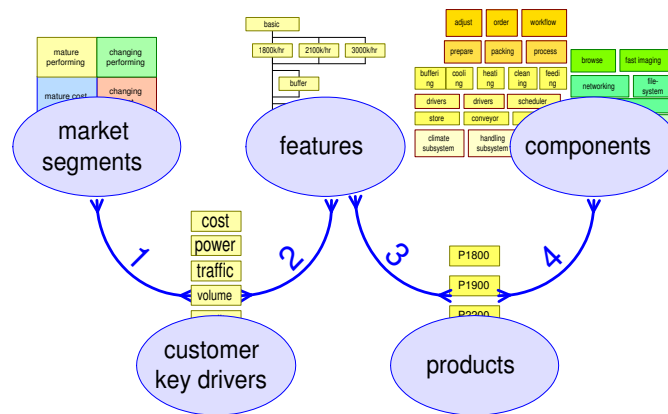 mature
performing
changing
performing
mature cost
changing
market
segments
basic
1800k/hr
2100k/hr
3000k/hr
buffer
features
adjust
order
workflow
prepare
packing
process
bufferi
ng
cooli
ng
heati
ng
clean
ing
feedi
ng
drivers
drivers
scheduler
store
conveyor
climate
subsystem
handling
subsystem
browse
fast imaging
networking
file-
system
components
1
2
3
4
cost
power
traffic
volume
customer
key drivers
P1800
P1900
products